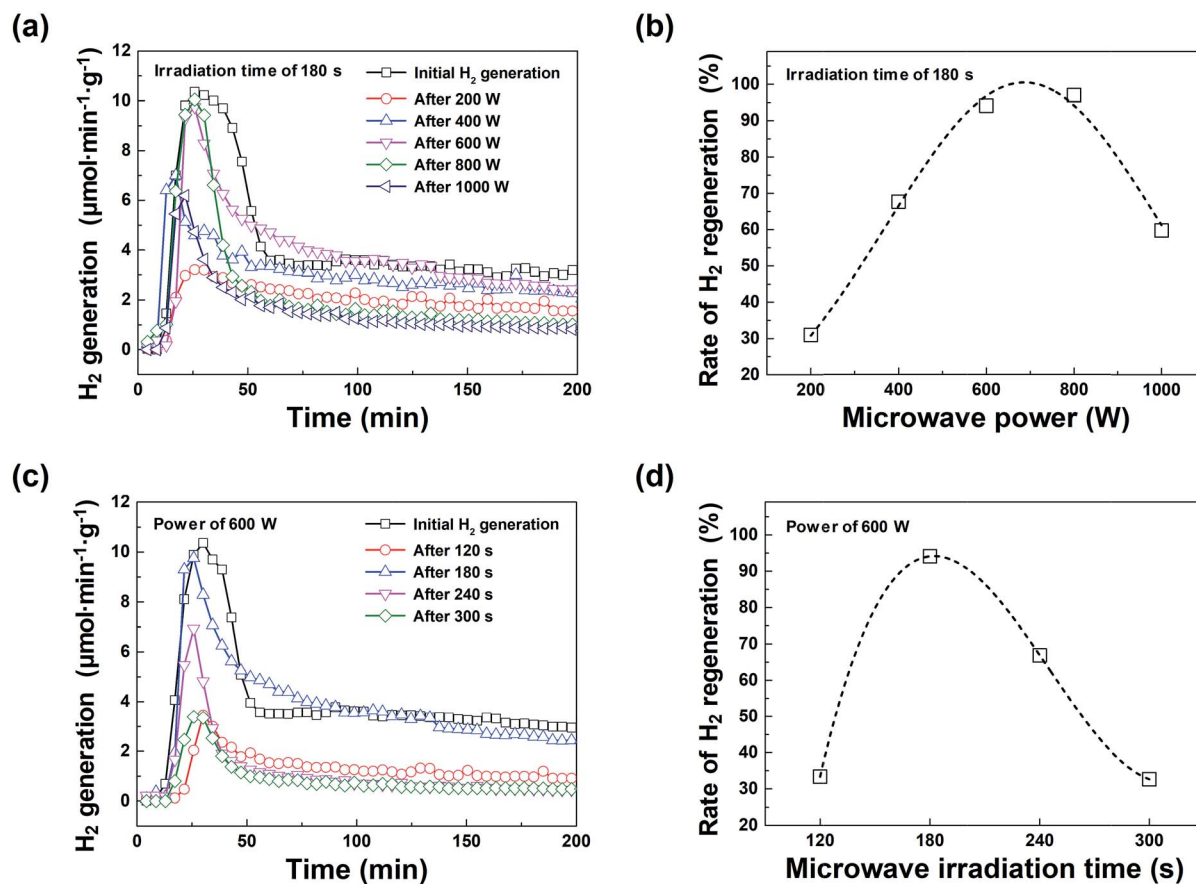 (a)
H₂ generation (μmol·min⁻¹·g⁻¹)
12
10
8
6
4
2
0
Irradiation time of 180 s
Initial H₂ generation
After 200 W
After 400 W
After 600 W
After 800 W
After 1000 W
0 50 100 150 200
Time (min)
(b)
Rate of H₂ regeneration (%)
100
90
80
70
60
50
40
30
20
Irradiation time of 180 s
200 400 600 800 1000
Microwave power (W)
(c)
H₂ generation (μmol·min⁻¹·g⁻¹)
12
10
8
6
4
2
0
Power of 600 W
Initial H₂ generation
After 120 s
After 180 s
After 240 s
After 300 s
0 50 100 150 200
Time (min)
(d)
Rate of H₂ regeneration (%)
100
90
80
70
60
50
40
30
20
Power of 600 W
120 180 240 300
Microwave irradiation time (s)